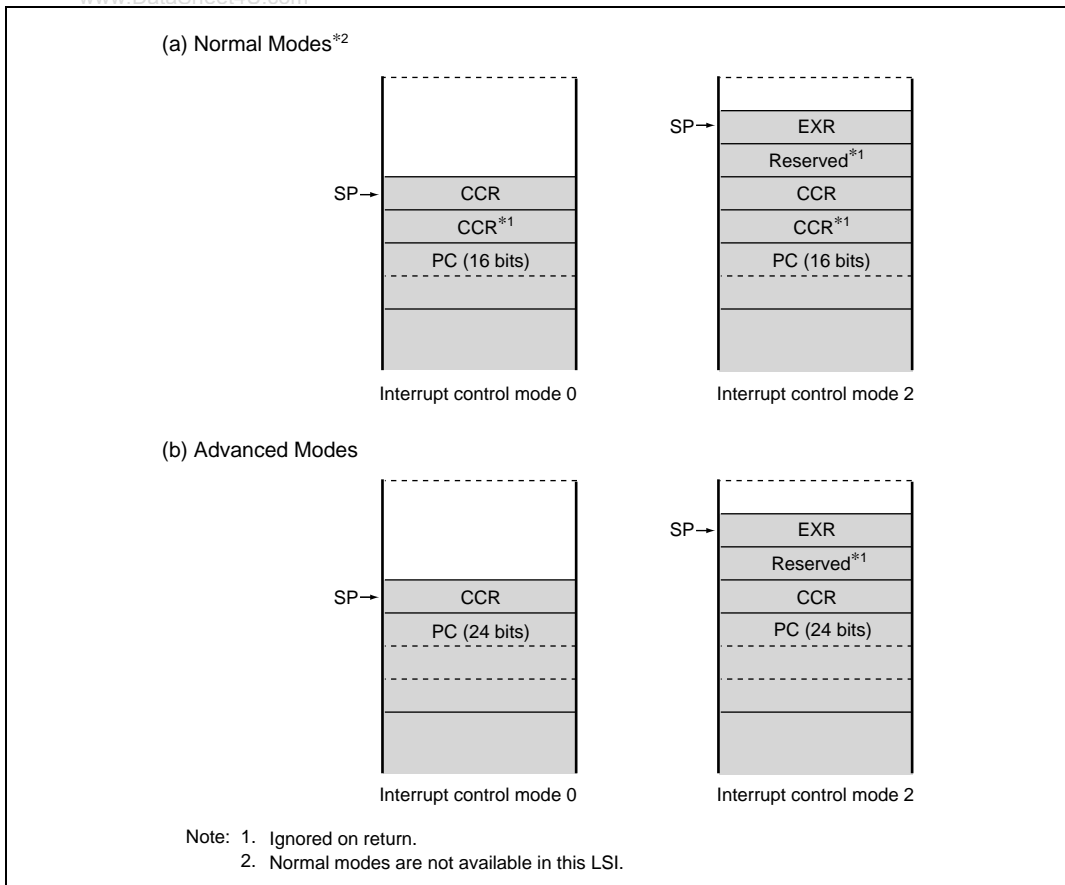 www.DataSheet4U.com
(a) Normal Modes*2
SP
CCR
CCR*1
PC (16 bits)
Interrupt control mode 0
SP
EXR
Reserved*1
CCR
CCR*1
PC (16 bits)
Interrupt control mode 2
(b) Advanced Modes
SP
CCR
PC (24 bits)
Interrupt control mode 0
SP
EXR
Reserved*1
CCR
PC (24 bits)
Interrupt control mode 2
Note: 1. Ignored on return.
2. Normal modes are not available in this LSI.